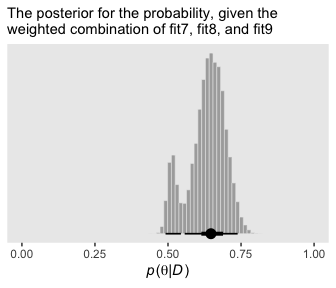 The posterior for the probability, given the
weighted combination of fit7, fit8, and fit9
0.00 0.25 0.50 0.75 1.00
p(θ|D)